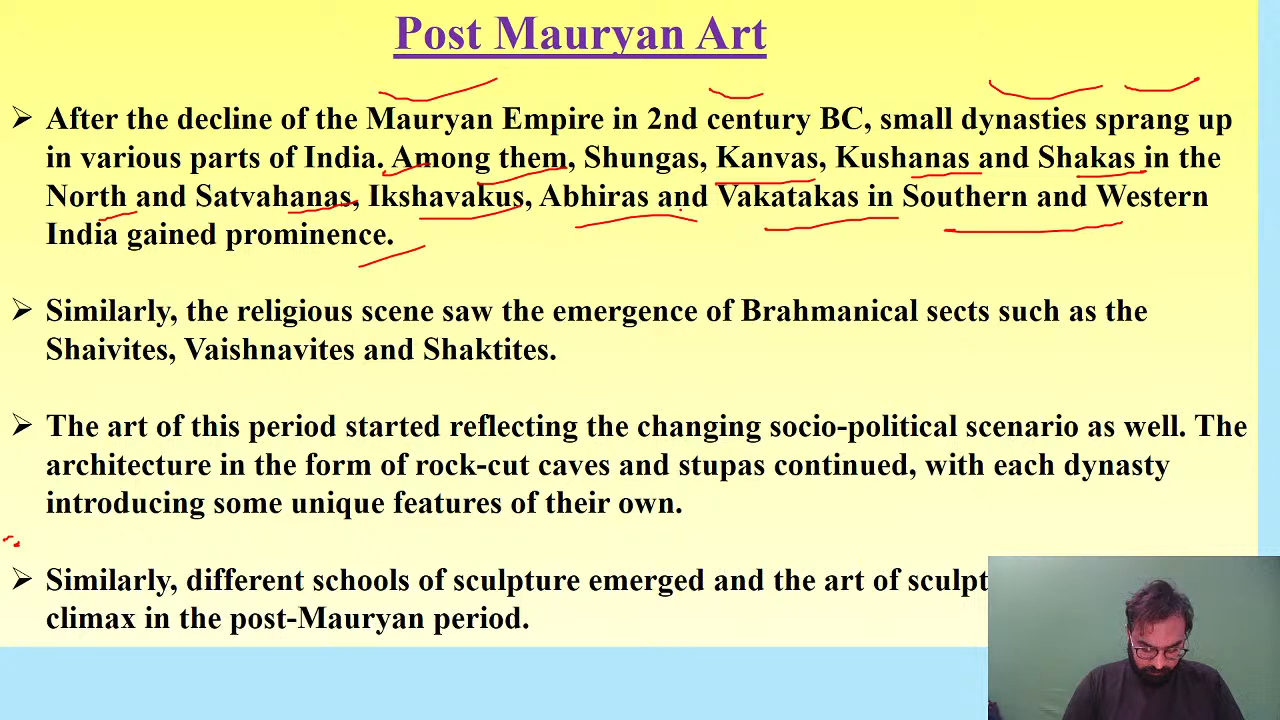 Post Mauryan Art
➢ After the decline of the Mauryan Empire in 2nd century BC, small dynasties sprang up
in various parts of India. Among them, Shungas, Kanvas, Kushanas and Shakas in the
North and Satvahanas, Ikshavakus, Abhiras and Vakatakas in Southern and Western
India gained prominence.
➢ Similarly, the religious scene saw the emergence of Brahmanical sects such as the
Shaivites, Vaishnavites and Shaktites.
➢ The art of this period started reflecting the changing socio-political scenario as well. The
architecture in the form of rock-cut caves and stupas continued, with each dynasty
introducing some unique features of their own.
➢ Similarly, different schools of sculpture emerged and the art of
climax in the post-Mauryan period.